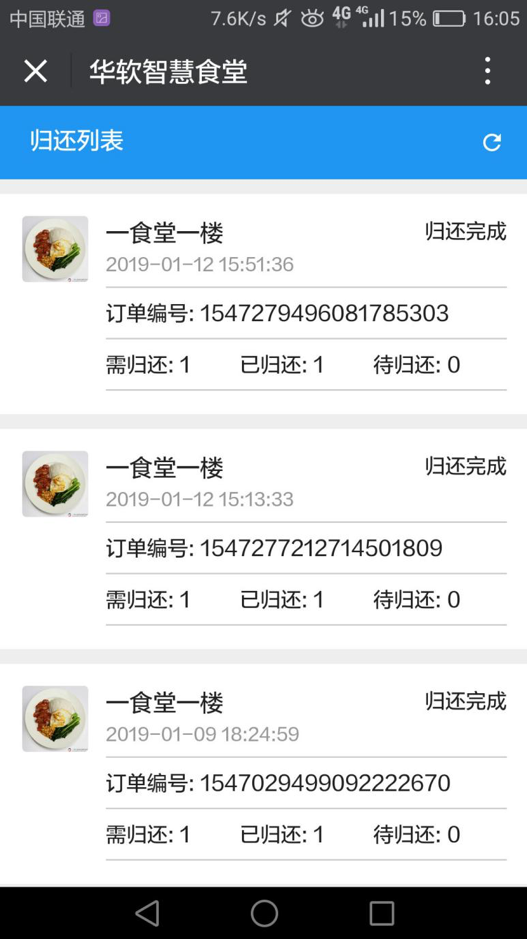 中国联通 7.6K/s 4G 4G 15% 16:05
华软智慧食堂
归还列表
一食堂一楼 归还完成
2019-01-12 15:51:36
订单编号: 1547279496081785303
需归还: 1 已归还: 1 待归还: 0
一食堂一楼 归还完成
2019-01-12 15:13:33
订单编号: 1547277212714501809
需归还: 1 已归还: 1 待归还: 0
一食堂一楼 归还完成
2019-01-09 18:24:59
订单编号: 1547029499092222670
需归还: 1 已归还: 1 待归还: 0